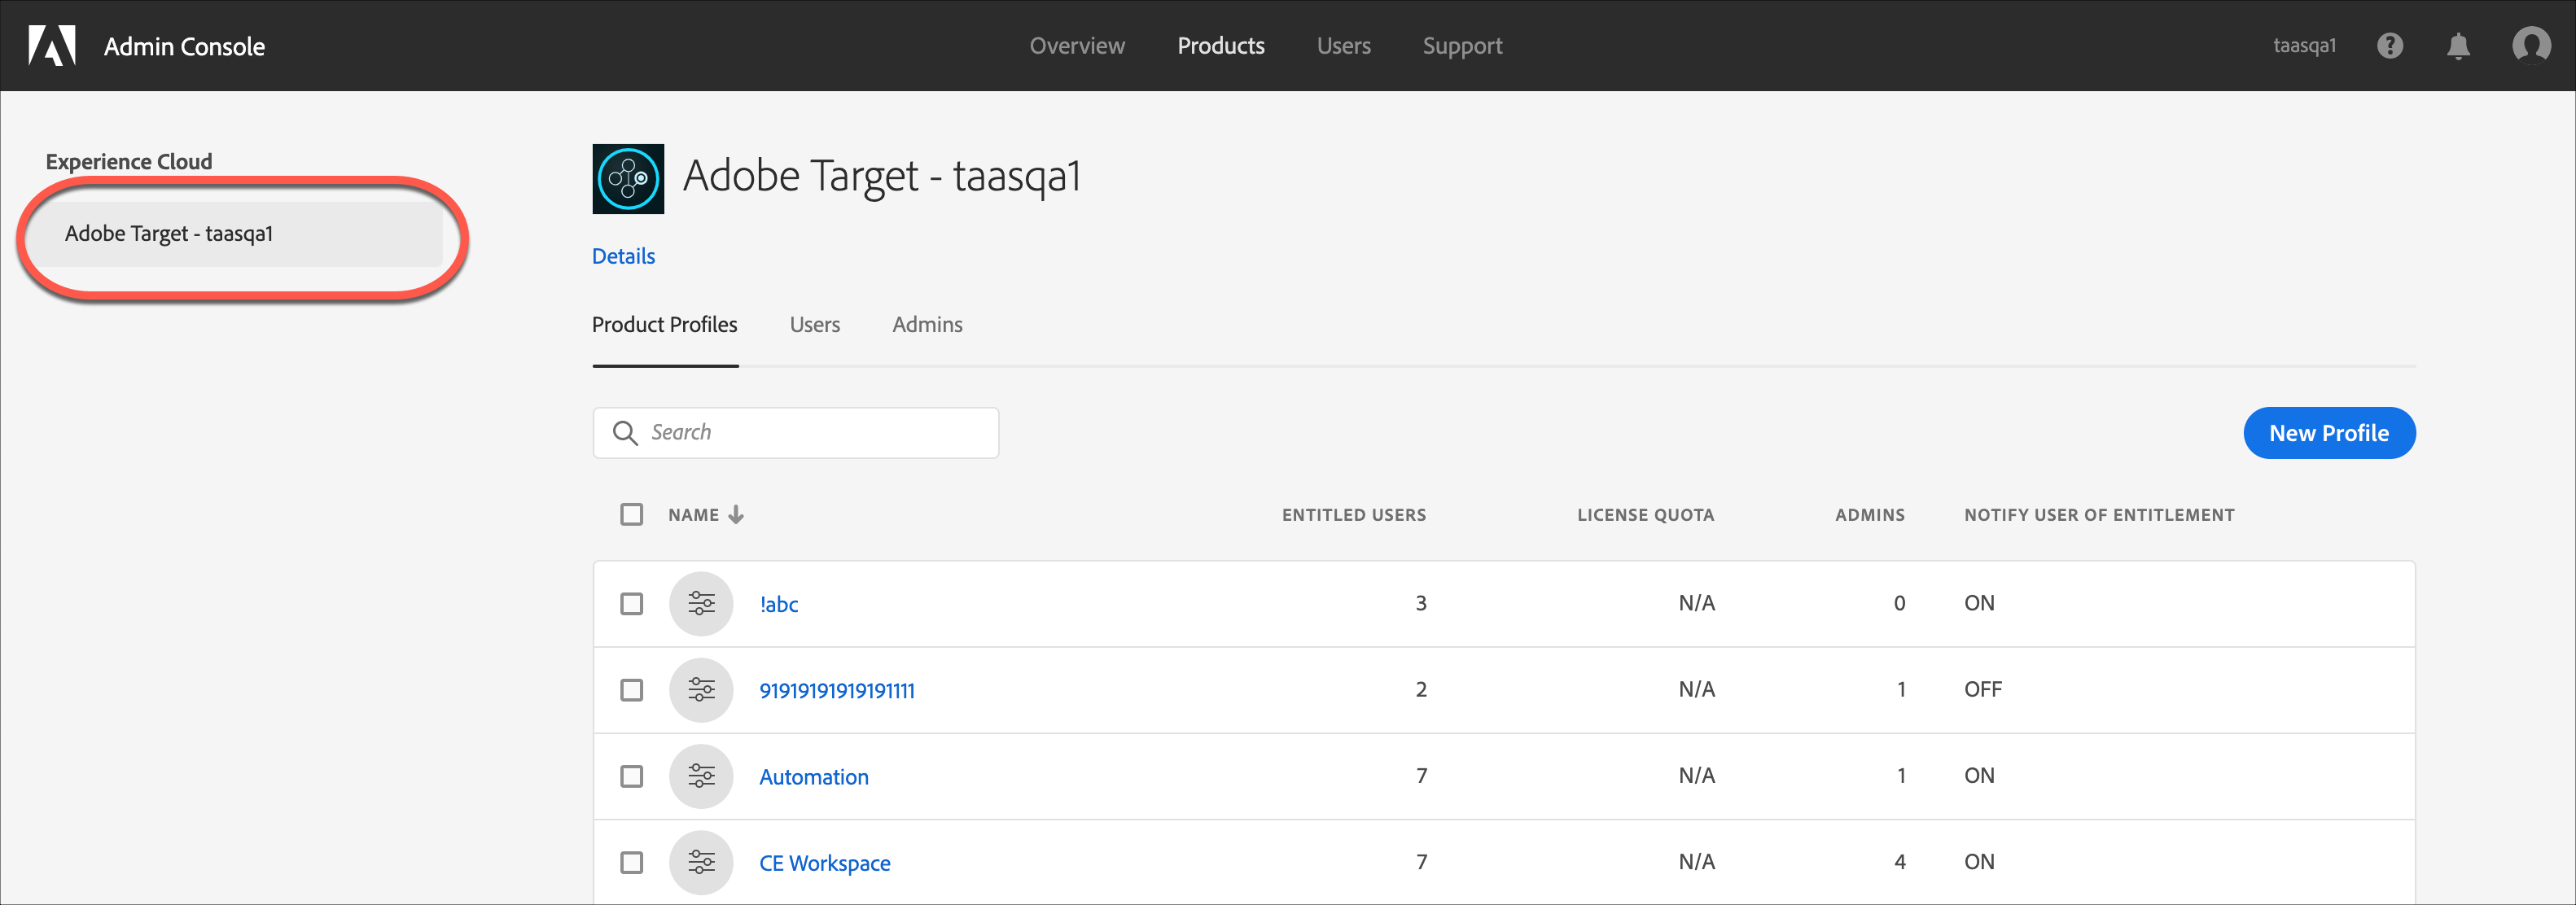 Admin Console Overview Products Users Support taasqa1
Experience Cloud
Adobe Target - taasqa1
Adobe Target - taasqa1
Details
Product Profiles Users Admins
Search New Profile
NAME ENTITLED USERS LICENSE QUOTA ADMINS NOTIFY USER OF ENTITLEMENT
!abc 3 N/A 0 ON
91919191919191111 2 N/A 1 OFF
Automation 7 N/A 1 ON
CE Workspace 7 N/A 4 ON